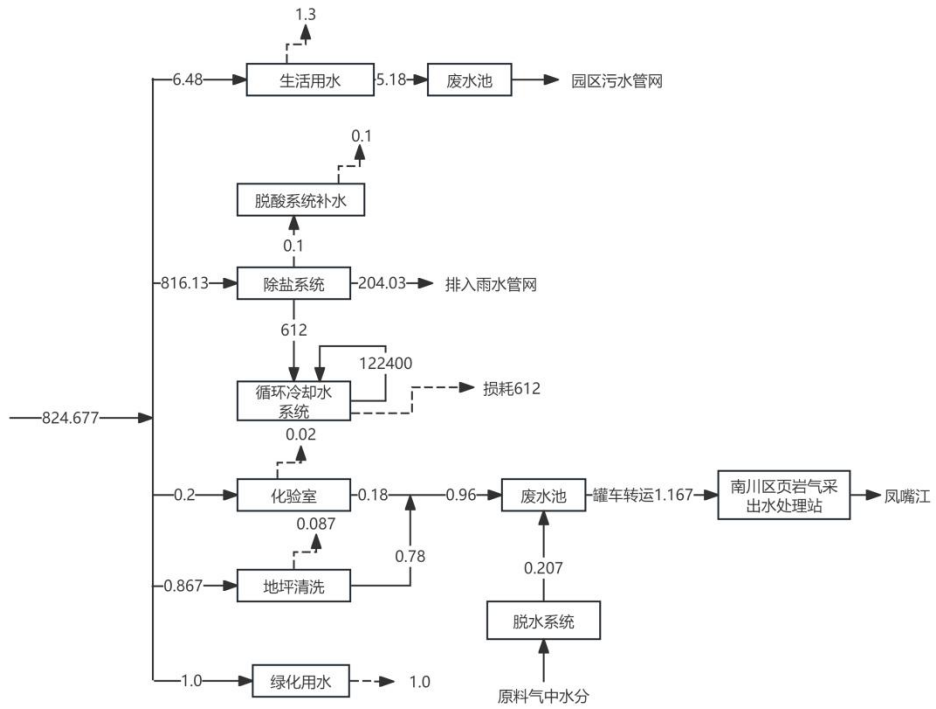 1.3
6.48
生活用水
5.18
废水池
园区污水管网
0.1
脱酸系统补水
0.1
816.13
除盐系统
204.03
排入雨水管网
612
122400
循环冷却水
系统
损耗612
824.677
0.02
0.2
化验室
0.18
0.96
废水池
罐车转运1.167
南川区页岩气采
出水处理站
凤嘴江
0.087
0.78
0.867
地坪清洗
0.207
脱水系统
1.0
绿化用水
1.0
原料气中水分